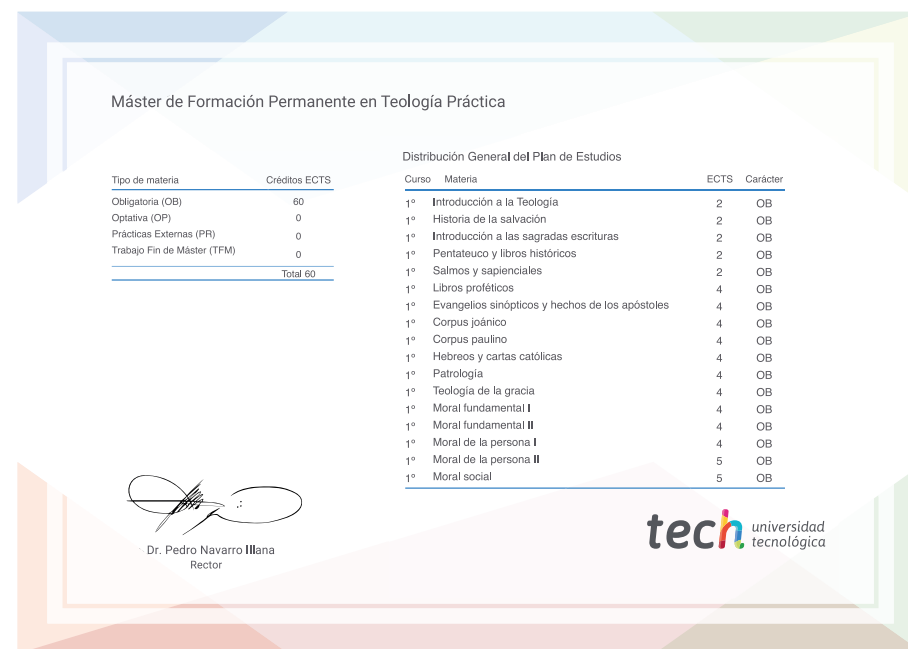 Máster de Formación Permanente en Teología Práctica
Tipo de materia Créditos ECTS
Obligatoria (OB) 60
Optativa (OP) 0
Prácticas Externas (PR) 0
Trabajo Fin de Máster (TFM) 0
Total 60
Distribución General del Plan de Estudios
Curso Materia ECTS Carácter
1º Introducción a la Teología 2 OB
1º Historia de la salvación 2 OB
1º Introducción a las sagradas escrituras 2 OB
1º Pentateuco y libros históricos 2 OB
1º Salmos y sapienciales 2 OB
1º Libros proféticos 4 OB
1º Evangelios sinópticos y hechos de los apóstoles 4 OB
1º Corpus joánico 4 OB
1º Corpus paulino 4 OB
1º Hebreos y cartas católicas 4 OB
1º Patrología 4 OB
1º Teología de la gracia 4 OB
1º Moral fundamental I 4 OB
1º Moral fundamental II 4 OB
1º Moral de la persona I 4 OB
1º Moral de la persona II 5 OB
1º Moral social 5 OB
Dr. Pedro Navarro Illana
Rector
tech universidad
tecnológica